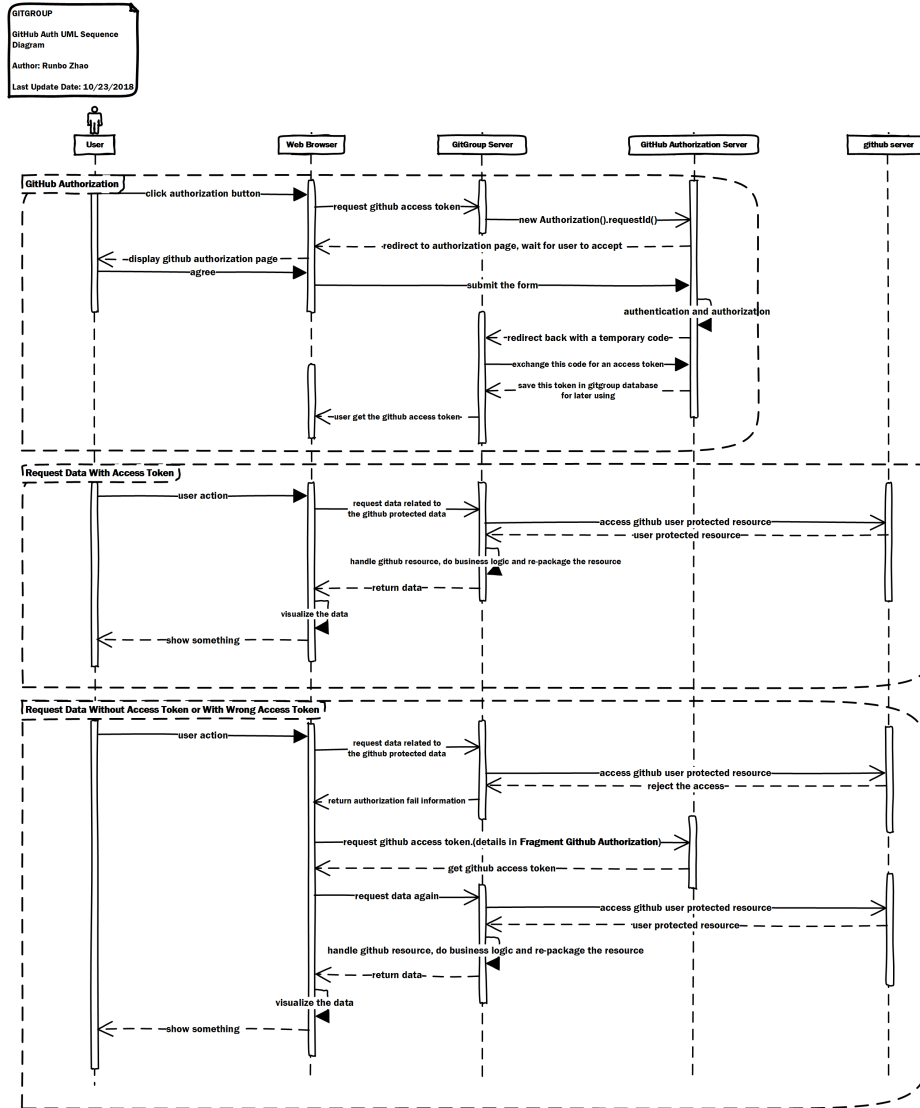 GITGROUP
GitHub Auth UML Sequence
Diagram
Author: Runbo Zhao
Last Update Date: 10/23/2018
User
Web Browser
GitGroup Server
GitHub Authorization Server
github server
GitHub Authorization
click authorization button
request github access token
new Authorization().requestId()
redirect to authorization page, wait for user to accept
display github authorization page
agree
submit the form
authentication and authorization
redirect back with a temporary code
exchange this code for an access token
save this token in gitgroup database
for later using
user get the github access token
Request Data With Access Token
user action
request data related to
the github protected data
access github user protected resource
user protected resource
handle github resource, do business logic and re-package the resource
return data
visualize the data
show something
Request Data Without Access Token or With Wrong Access Token
user action
request data related to
the github protected data
access github user protected resource
reject the access
return authorization fail information
request github access token.(details in Fragment Github Authorization)
get github access token
request data again
access github user protected resource
user protected resource
handle github resource, do business logic and re-package the resource
return data
visualize the data
show something